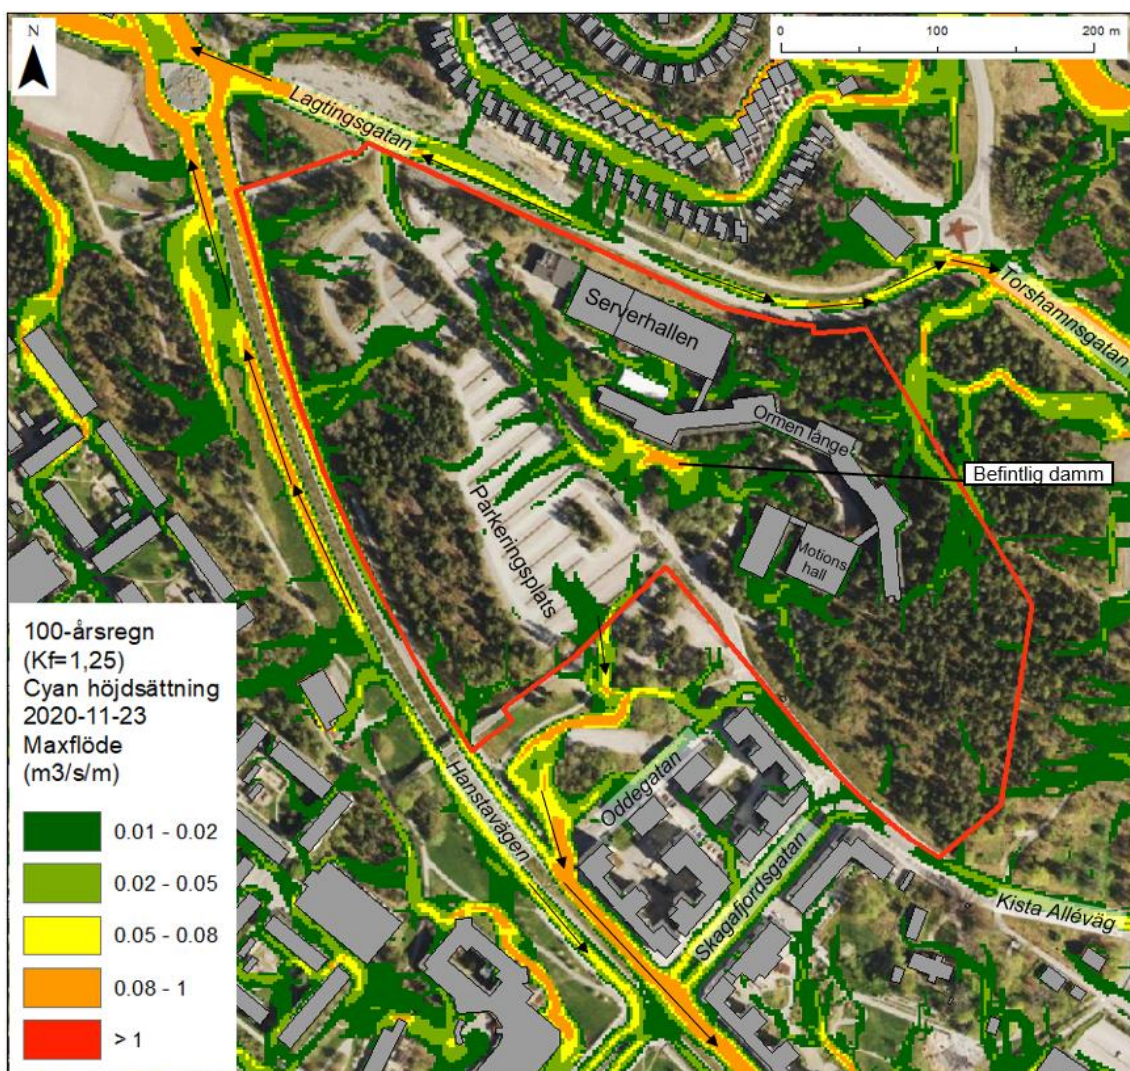 N
0 100 200 m
Lagtingsgatan
Torshamnsgatan
Serverhallen
Ormen länge
Befintlig damm
Parkeringsplats
Motions
hall
100-årsregn
(Kf=1,25)
Cyan höjdsättning
2020-11-23
Maxflöde
(m3/s/m)
0.01 - 0.02
0.02 - 0.05
0.05 - 0.08
0.08 - 1
> 1
Hanstavägen
Oddegatan
Skagafjordsgatan
Kista Alléväg